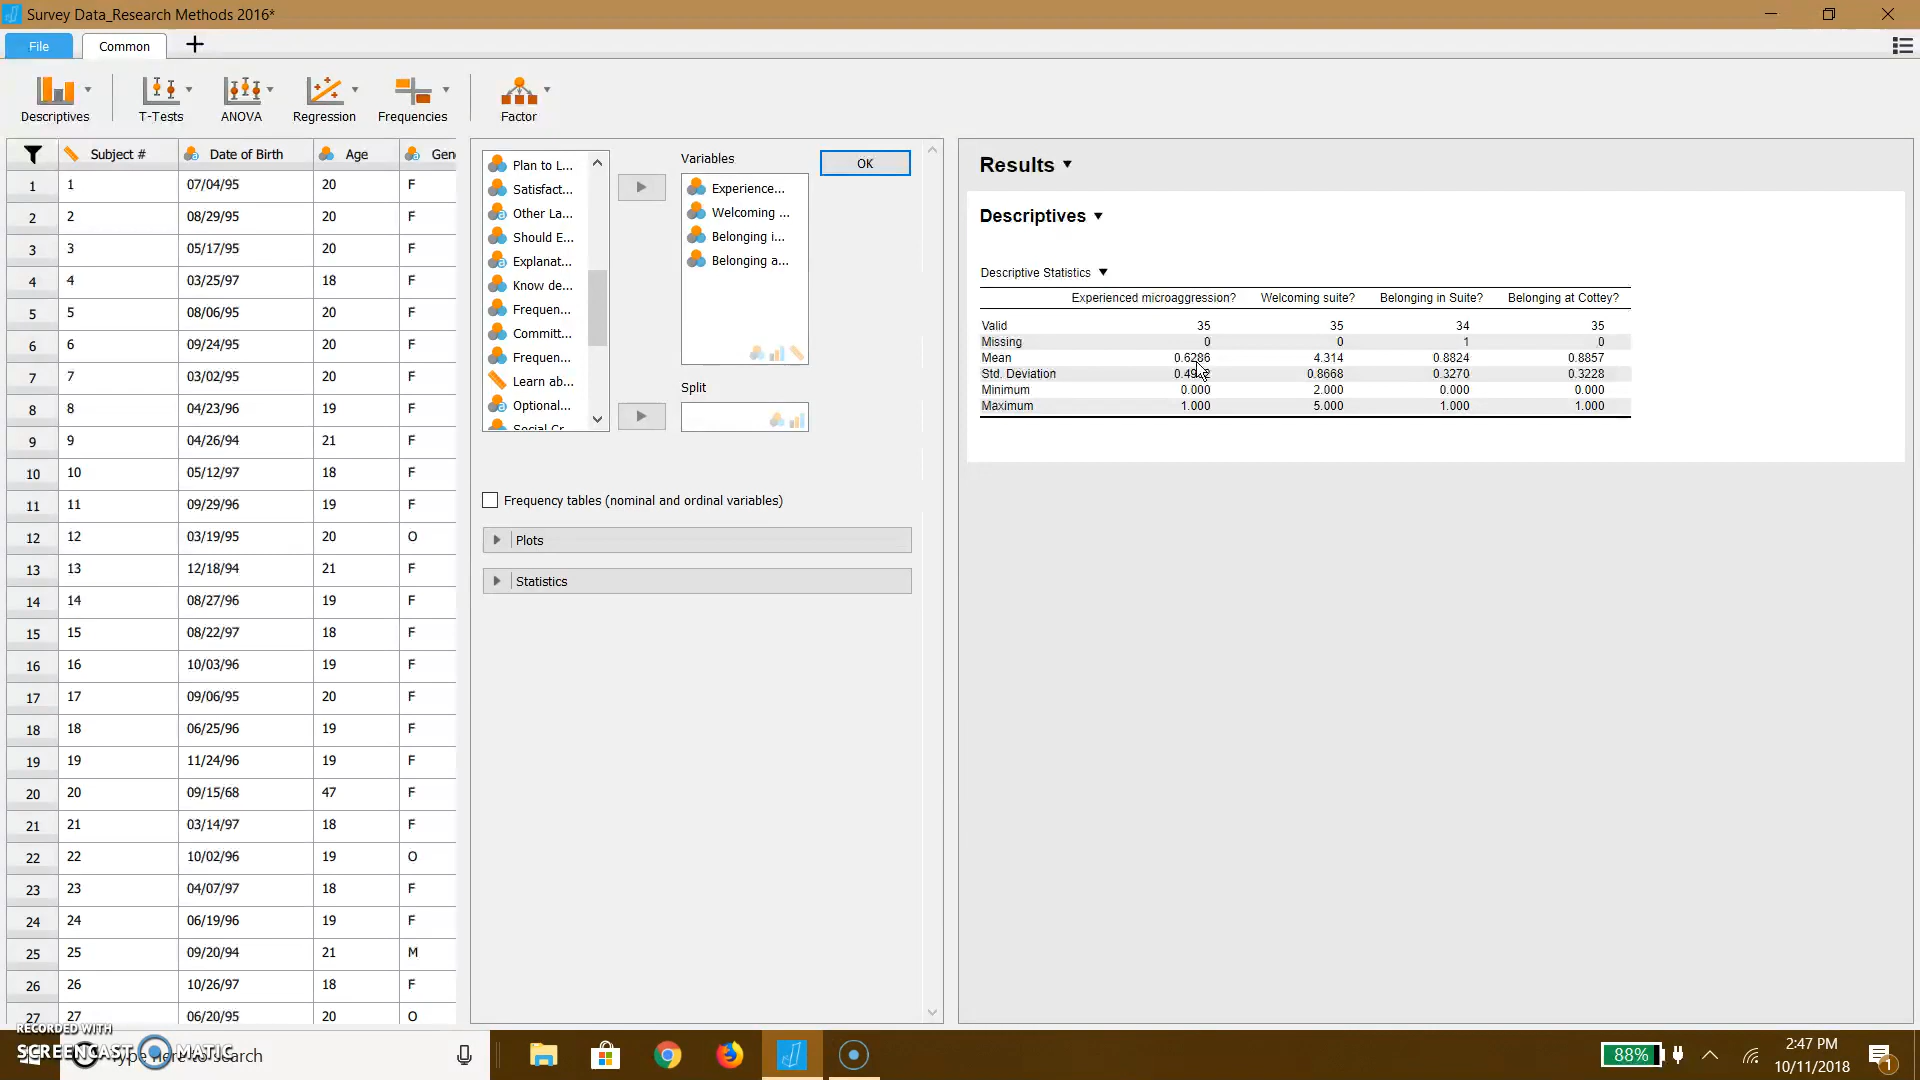 Survey Data_Research Methods 2016*
File Common +
Descriptives T-Tests ANOVA Regression Frequencies Factor
Subject # Date of Birth Age Gen
1 1 07/04/95 20 F
2 2 08/29/95 20 F
3 3 05/17/95 20 F
4 4 03/25/97 18 F
5 5 08/06/95 20 F
6 6 09/24/95 20 F
7 7 03/02/95 20 F
8 8 04/23/96 19 F
9 9 04/26/94 21 F
10 10 05/12/97 18 F
11 11 09/29/96 19 F
12 12 03/19/95 20 O
13 13 12/18/94 21 F
14 14 08/27/96 19 F
15 15 08/22/97 18 F
16 16 10/03/96 19 F
17 17 09/06/95 20 F
18 18 06/25/96 19 F
19 19 11/24/96 19 F
20 20 09/15/68 47 F
21 21 03/14/97 18 F
22 22 10/02/96 19 O
23 23 04/07/97 18 F
24 24 06/19/96 19 F
25 25 09/20/94 21 M
26 26 10/26/97 18 F
27 27 06/20/95 20 O
Plan to L...
Satisfact...
Other La...
Should E...
Explanat...
Know de...
Frequen...
Committ...
Frequen...
Learn ab...
Optional...
Social Cr
Variables
Experience...
Welcoming ...
Belonging i...
Belonging a...
OK
Split
Frequency tables (nominal and ordinal variables)
Plots
Statistics
Results
Descriptives
Descriptive Statistics
Experienced microaggression? Welcoming suite? Belonging in Suite? Belonging at Cottey?
Valid 35 35 34 35
Missing 0 0 1 0
Mean 0.6286 4.314 0.8824 0.8857
Std. Deviation 0.8668 0.3270 0.3228
Minimum 0.000 2.000 0.000 0.000
Maximum 1.000 5.000 1.000 1.000
RECORDED WITH
SCREENCAST MATIC
Type here to search
88%
2:47 PM
10/11/2018
1